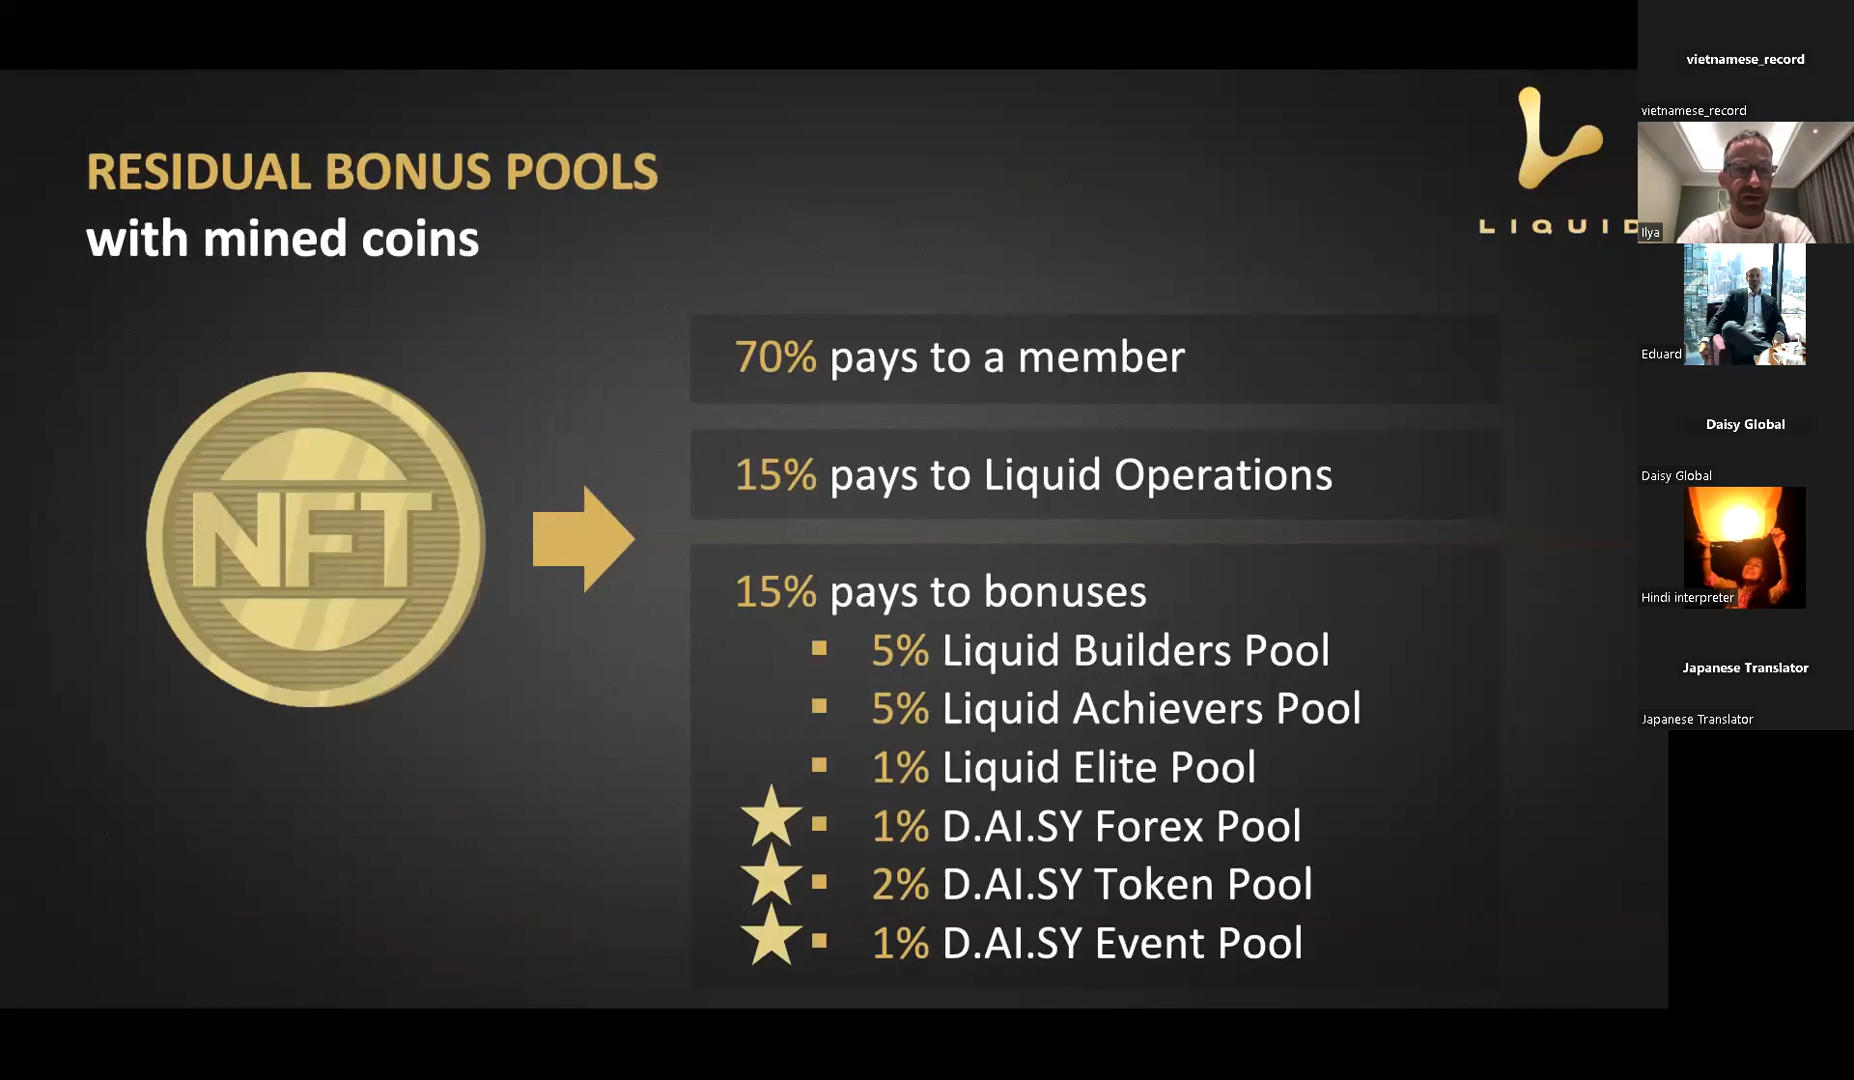 RESIDUAL BONUS POOLS
with mined coins
LIQUID
NFT
70% pays to a member
15% pays to Liquid Operations
15% pays to bonuses
▪ 5% Liquid Builders Pool
▪ 5% Liquid Achievers Pool
▪ 1% Liquid Elite Pool
▪ 1% D.AI.SY Forex Pool
▪ 2% D.AI.SY Token Pool
▪ 1% D.AI.SY Event Pool
vietnamese_record
vietnamese_record
Ilya
Eduard
Daisy Global
Daisy Global
Hindi interpreter
Japanese Translator
Japanese Translator